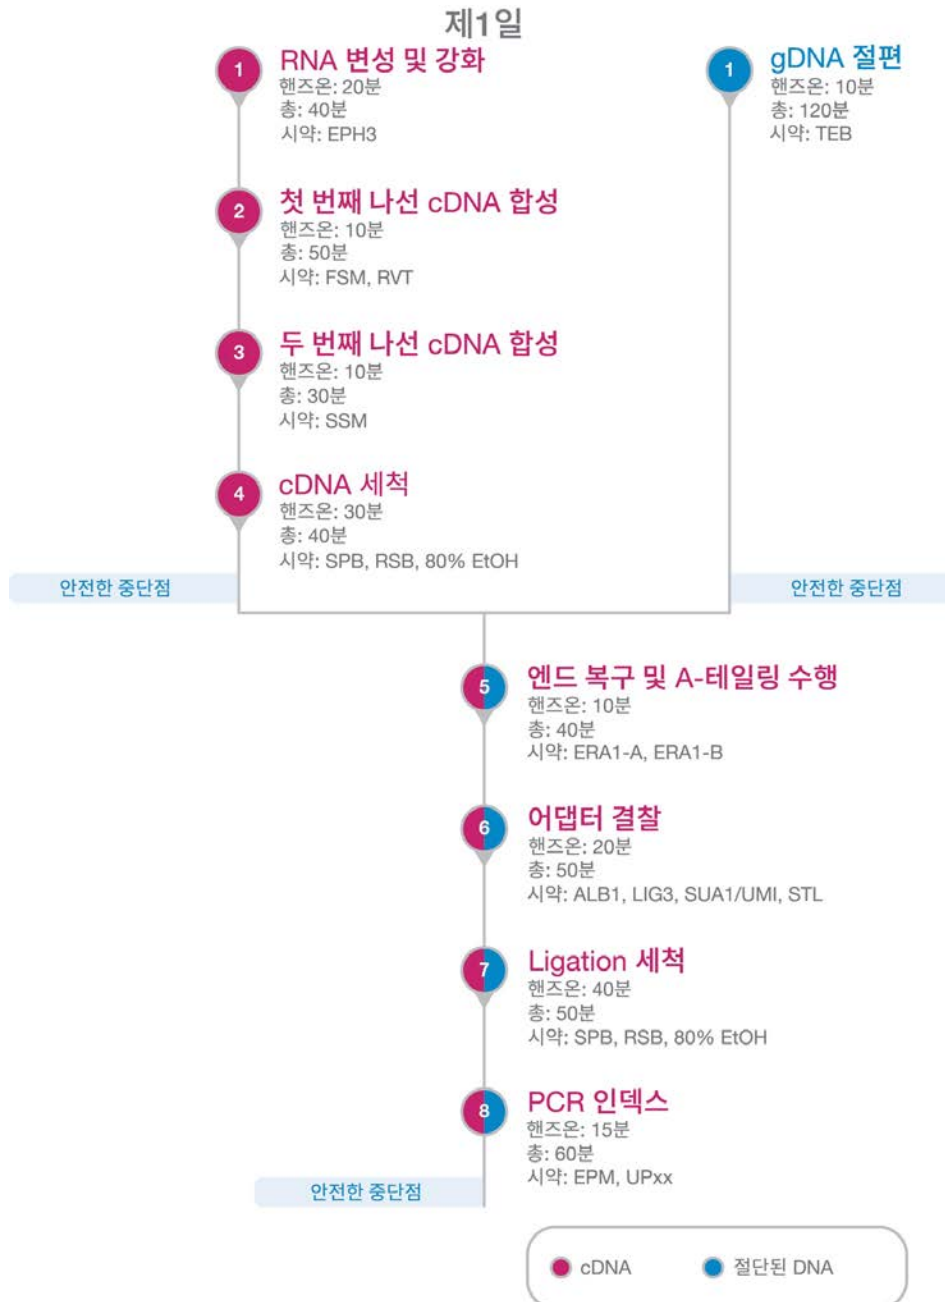 제1일
1
RNA 변성 및 강화
핸즈온: 20분
총: 40분
시약: EPH3
1
gDNA 절편
핸즈온: 10분
총: 120분
시약: TEB
2
첫 번째 나선 cDNA 합성
핸즈온: 10분
총: 50분
시약: FSM, RVT
3
두 번째 나선 cDNA 합성
핸즈온: 10분
총: 30분
시약: SSM
4
cDNA 세척
핸즈온: 30분
총: 40분
시약: SPB, RSB, 80% EtOH
안전한 중단점
안전한 중단점
5
엔드 복구 및 A-테일링 수행
핸즈온: 10분
총: 40분
시약: ERA1-A, ERA1-B
6
어댑터 결찰
핸즈온: 20분
총: 50분
시약: ALB1, LIG3, SUA1/UMI, STL
7
Ligation 세척
핸즈온: 40분
총: 50분
시약: SPB, RSB, 80% EtOH
8
PCR 인덱스
핸즈온: 15분
총: 60분
시약: EPM, UPxx
안전한 중단점
cDNA
절단된 DNA